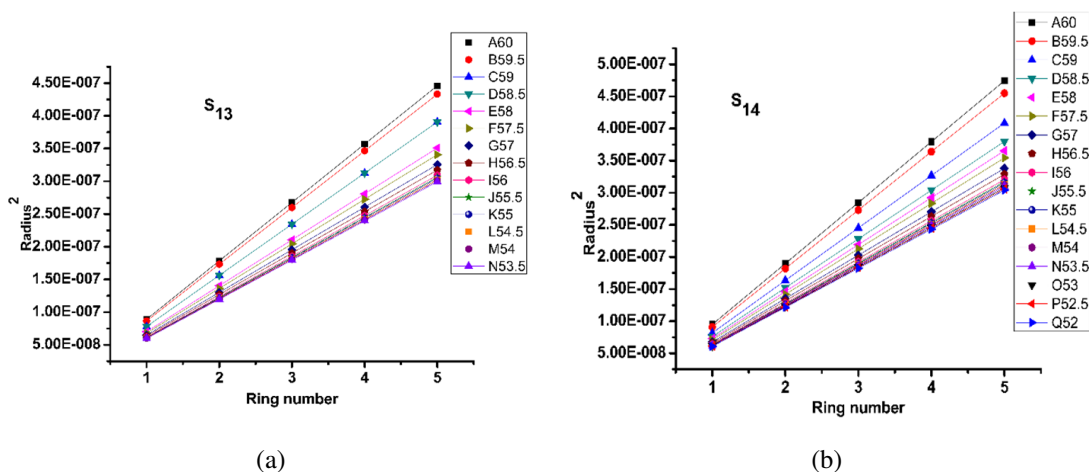 S13
Radius2
4.50E-007
4.00E-007
3.50E-007
3.00E-007
2.50E-007
2.00E-007
1.50E-007
1.00E-007
5.00E-008
1 2 3 4 5
Ring number
A60
B59.5
C59
D58.5
E58
F57.5
G57
H56.5
I56
J55.5
K55
L54.5
M54
N53.5
(a)
S14
Radius2
5.00E-007
4.50E-007
4.00E-007
3.50E-007
3.00E-007
2.50E-007
2.00E-007
1.50E-007
1.00E-007
5.00E-008
1 2 3 4 5
Ring number
A60
B59.5
C59
D58.5
E58
F57.5
G57
H56.5
I56
J55.5
K55
L54.5
M54
N53.5
O53
P52.5
Q52
(b)